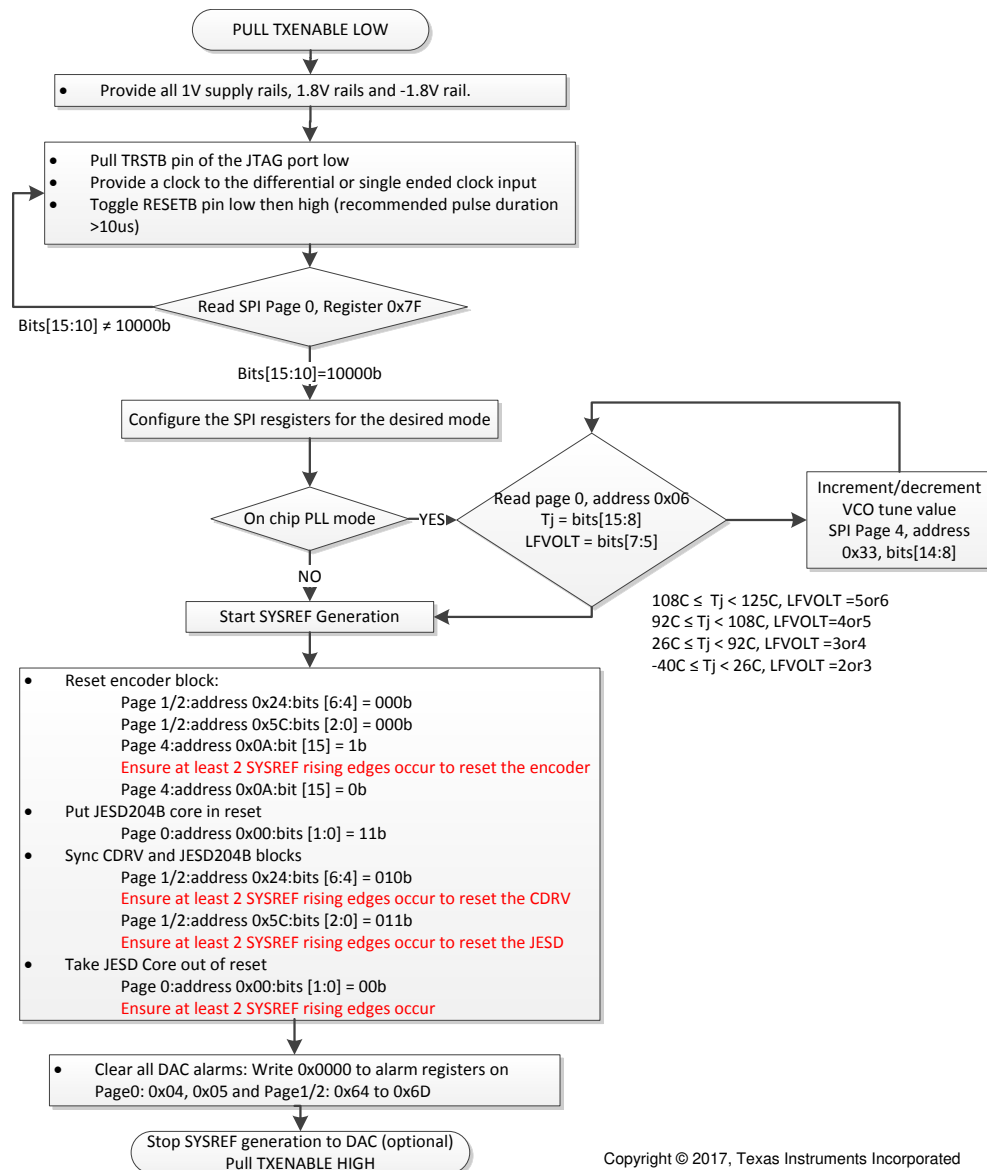 PULL TXENABLE LOW
• Provide all 1V supply rails, 1.8V rails and -1.8V rail.
• Pull TRSTB pin of the JTAG port low
• Provide a clock to the differential or single ended clock input
• Toggle RESETB pin low then high (recommended pulse duration
>10us)
Read SPI Page 0, Register 0x7F
Bits[15:10] ≠ 10000b
Bits[15:10]=10000b
Configure the SPI resgisters for the desired mode
On chip PLL mode
YES
Read page 0, address 0x06
Tj = bits[15:8]
LFVOLT = bits[7:5]
Increment/decrement
VCO tune value
SPI Page 4, address
0x33, bits[14:8]
NO
108C ≤ Tj < 125C, LFVOLT =5or6
92C ≤ Tj < 108C, LFVOLT=4or5
26C ≤ Tj < 92C, LFVOLT =3or4
-40C ≤ Tj < 26C, LFVOLT =2or3
Start SYSREF Generation
• Reset encoder block:
Page 1/2:address 0x24:bits [6:4] = 000b
Page 1/2:address 0x5C:bits [2:0] = 000b
Page 4:address 0x0A:bit [15] = 1b
Ensure at least 2 SYSREF rising edges occur to reset the encoder
Page 4:address 0x0A:bit [15] = 0b
• Put JESD204B core in reset
Page 0:address 0x00:bits [1:0] = 11b
• Sync CDRV and JESD204B blocks
Page 1/2:address 0x24:bits [6:4] = 010b
Ensure at least 2 SYSREF rising edges occur to reset the CDRV
Page 1/2:address 0x5C:bits [2:0] = 011b
Ensure at least 2 SYSREF rising edges occur to reset the JESD
• Take JESD Core out of reset
Page 0:address 0x00:bits [1:0] = 00b
Ensure at least 2 SYSREF rising edges occur
• Clear all DAC alarms: Write 0x0000 to alarm registers on
Page0: 0x04, 0x05 and Page1/2: 0x64 to 0x6D
Stop SYSREF generation to DAC (optional)
Pull TXENABLE HIGH
Copyright © 2017, Texas Instruments Incorporated